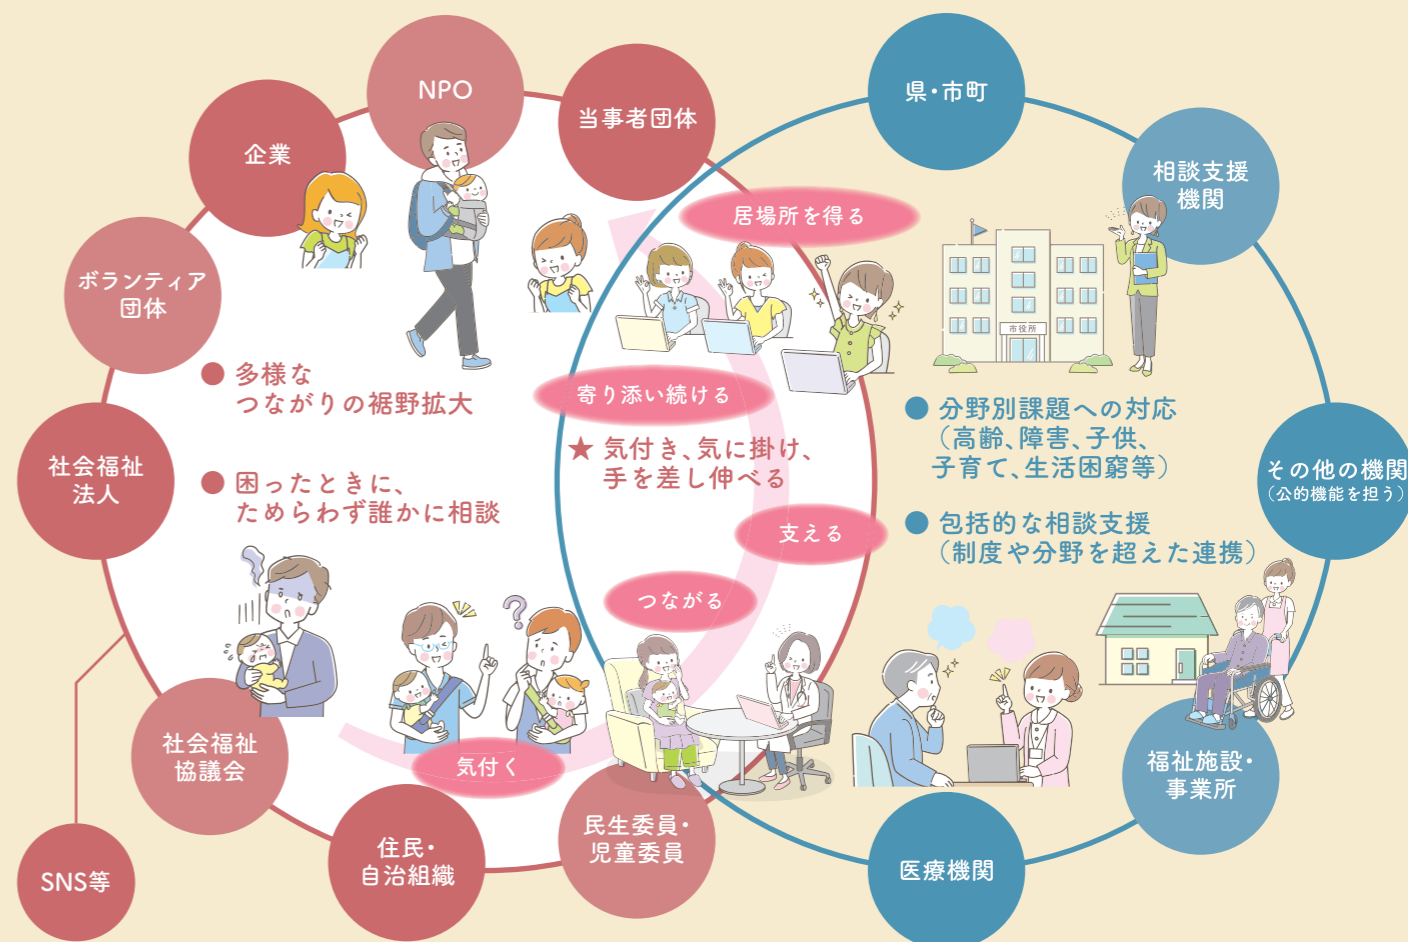 NPO
当事者団体
企業
ボランティア
団体
社会福祉
法人
社会福祉
協議会
SNS等
住民・
自治組織
民生委員・
児童委員
県・市町
相談支援
機関
その他の機関
（公的機能を担う）
福祉施設・
事業所
医療機関
● 多様な
つながりの裾野拡大
● 困ったときに、
ためらわず誰かに相談
居場所を得る
寄り添い続ける
★ 気付き、気に掛け、
手を差し伸べる
支える
つながる
気付く
市役所
● 分野別課題への対応
（高齢、障害、子供、
子育て、生活困窮等）
● 包括的な相談支援
（制度や分野を超えた連携）